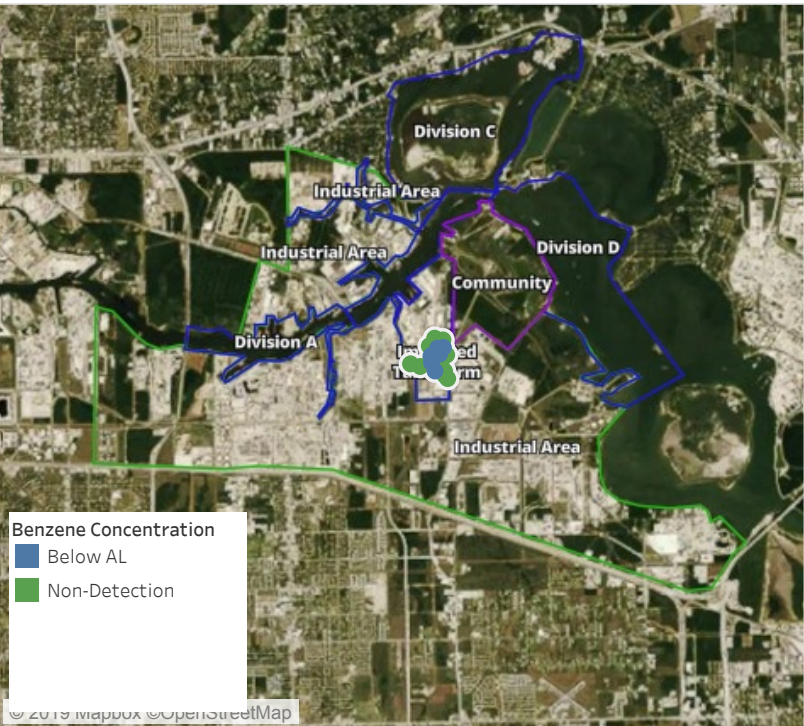 Division C
Industrial Area
Division D
Industrial Area
Community
Division A
Industrial Area
Benzene Concentration
Below AL
Non-Detection
© 2019 Mapbox ©OpenStreetMap